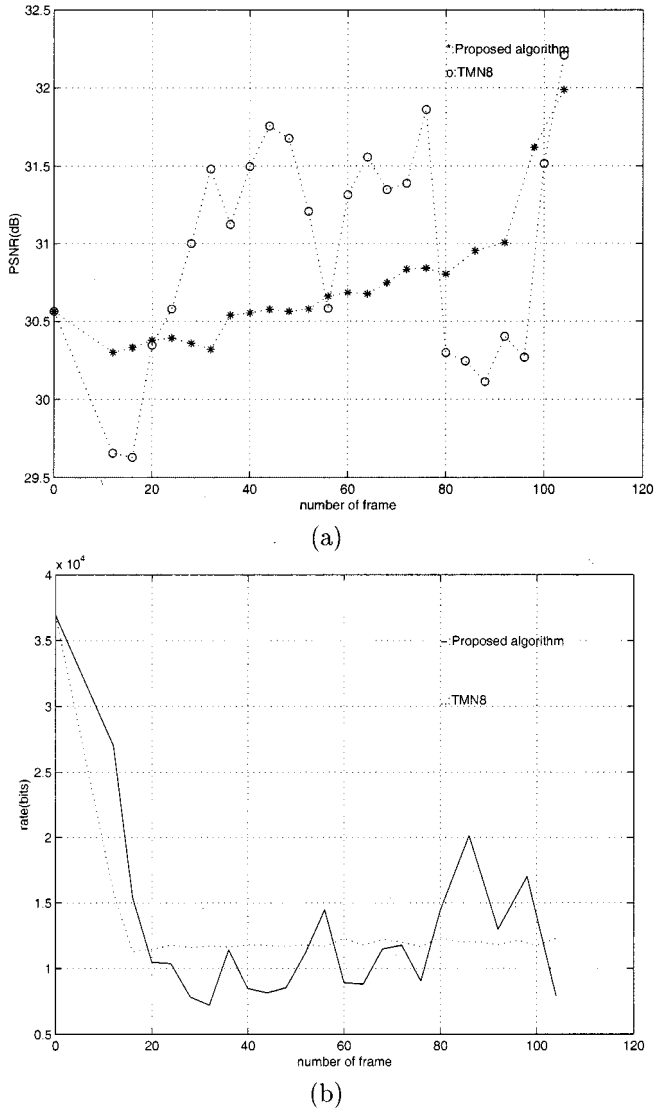 32.5
32
31.5
31
30.5
30
29.5
PSNR(dB)
*:Proposed algorithm
o:TMN8
0 20 40 60 80 100 120
number of frame
(a)
x 10^4
4
3.5
3
2.5
2
1.5
1
0.5
rate(bits)
–:Proposed algorithm
..:TMN8
0 20 40 60 80 100 120
number of frame
(b)